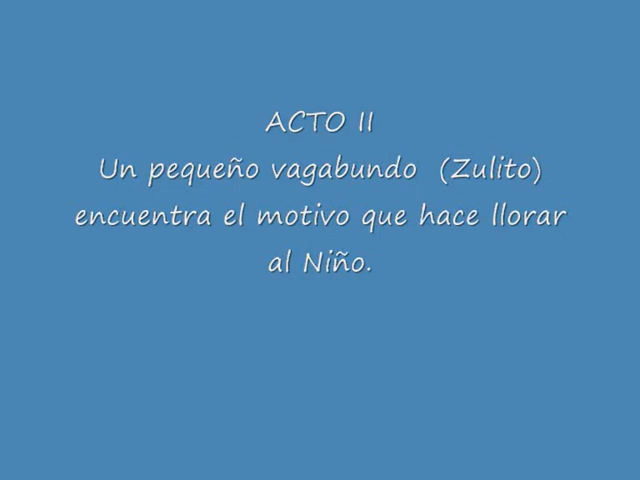 ACTO II
Un pequeño vagabundo (Zulito)
encuentra el motivo que hace llorar
al Niño.